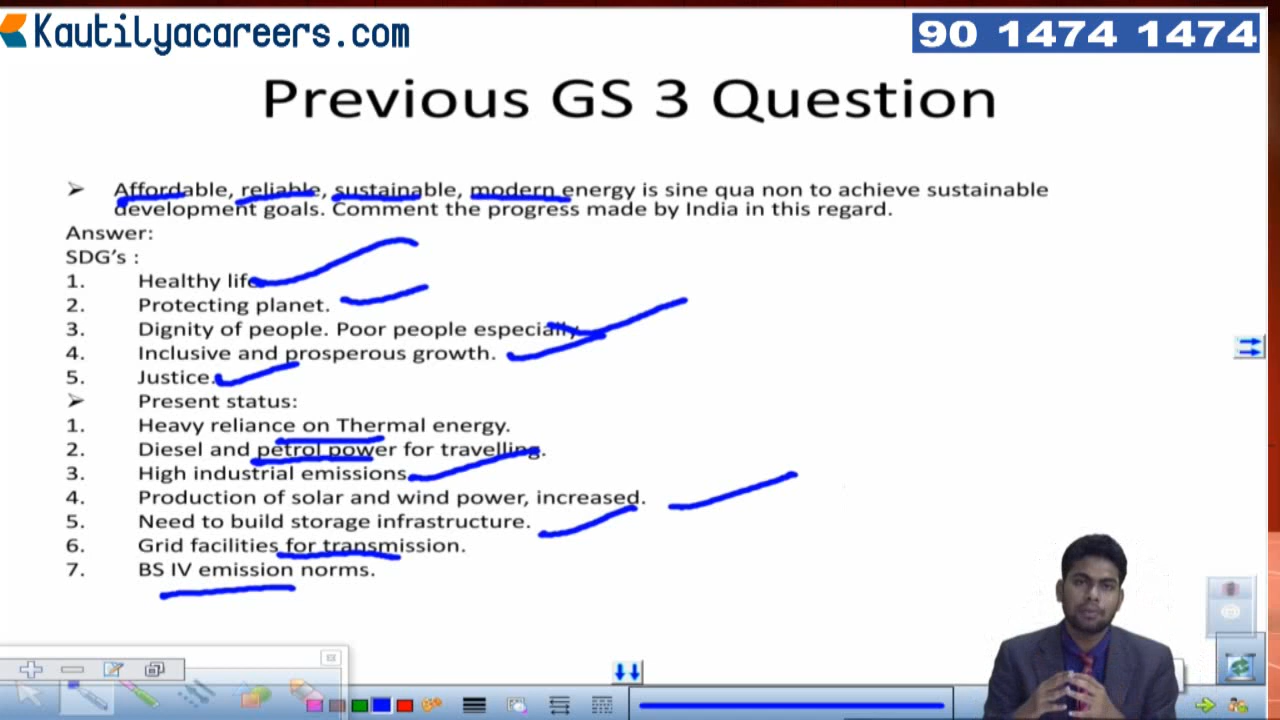 Kautilyacareers.com
90 1474 1474
Previous GS 3 Question
➢ Affordable, reliable, sustainable, modern energy is sine qua non to achieve sustainable
development goals. Comment the progress made by India in this regard.
Answer:
SDG's :
1. Healthy life
2. Protecting planet.
3. Dignity of people. Poor people especially
4. Inclusive and prosperous growth.
5. Justice.
➢ Present status:
1. Heavy reliance on Thermal energy.
2. Diesel and petrol power for travelling.
3. High industrial emissions
4. Production of solar and wind power, increased.
5. Need to build storage infrastructure.
6. Grid facilities for transmission.
7. BS IV emission norms.